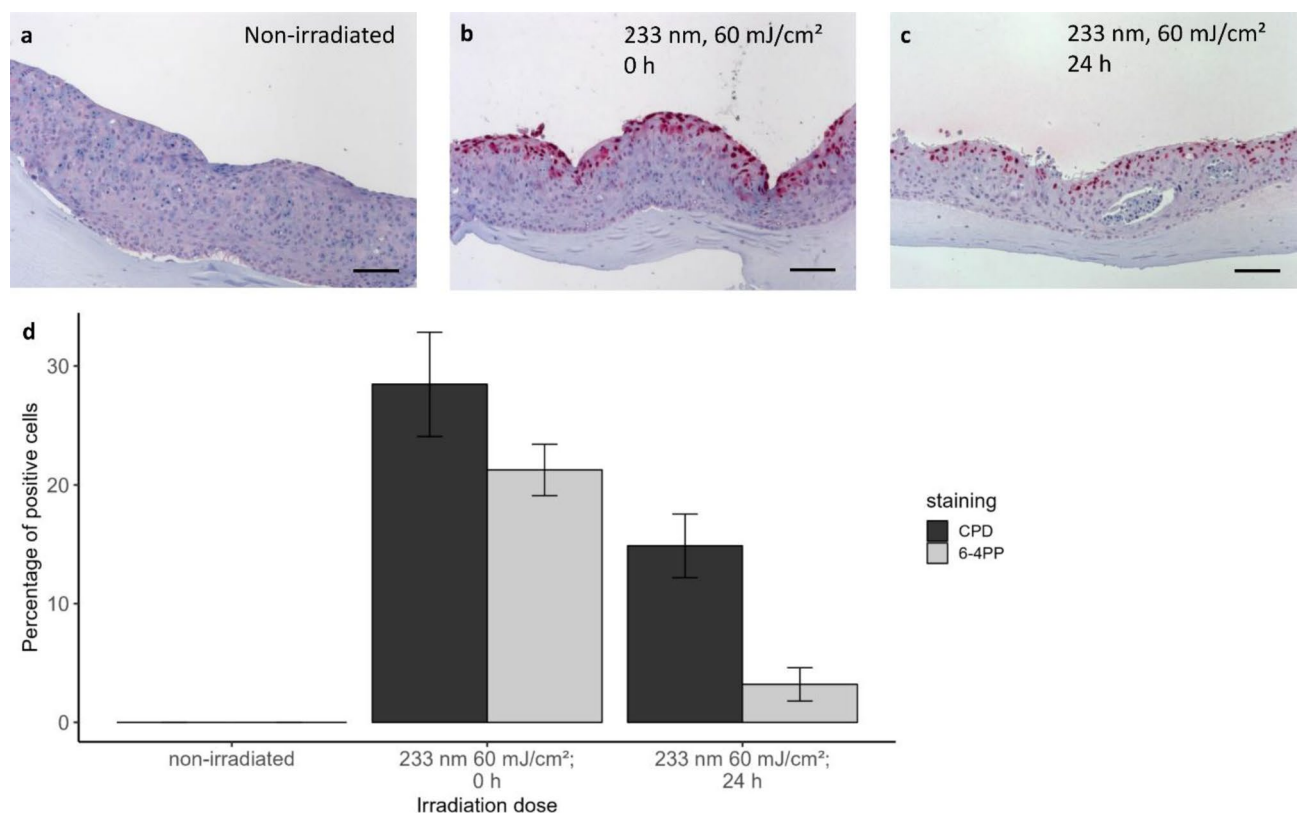 a
Non-irradiated
b
233 nm, 60 mJ/cm²
0 h
c
233 nm, 60 mJ/cm²
24 h
d
Percentage of positive cells
30
20
10
0
non-irradiated
233 nm 60 mJ/cm²;
0 h
233 nm 60 mJ/cm²;
24 h
Irradiation dose
staining
CPD
6-4PP